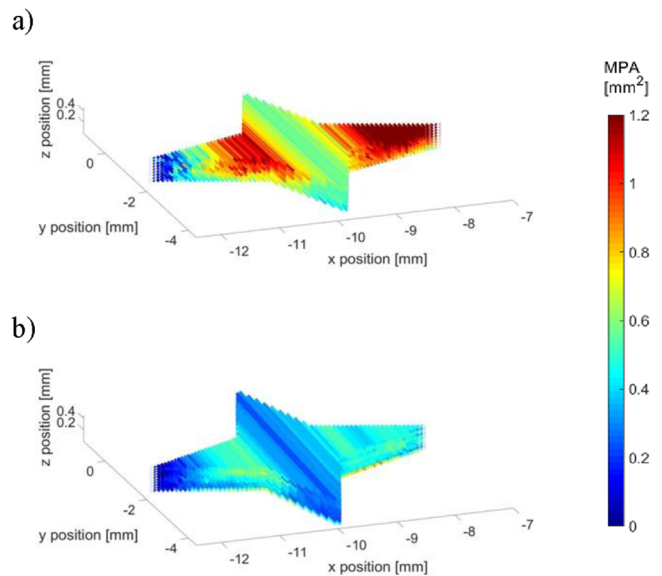 a)
z position [mm]
0.4
0.2
0
-2
-4
y position [mm]
-12
-11
-10
-9
-8
-7
x position [mm]
MPA
[mm²]
1.2
1
0.8
0.6
0.4
0.2
0
b)
z position [mm]
0.4
0.2
0
-2
-4
y position [mm]
-12
-11
-10
-9
-8
-7
x position [mm]